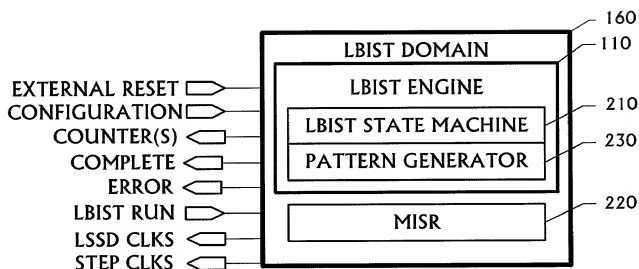 160
LBIST DOMAIN
110
LBIST ENGINE
EXTERNAL RESET
210
CONFIGURATION
LBIST STATE MACHINE
COUNTER(S)
230
COMPLETE
PATTERN GENERATOR
ERROR
220
LBIST RUN
MISR
LSSD CLKS
STEP CLKS